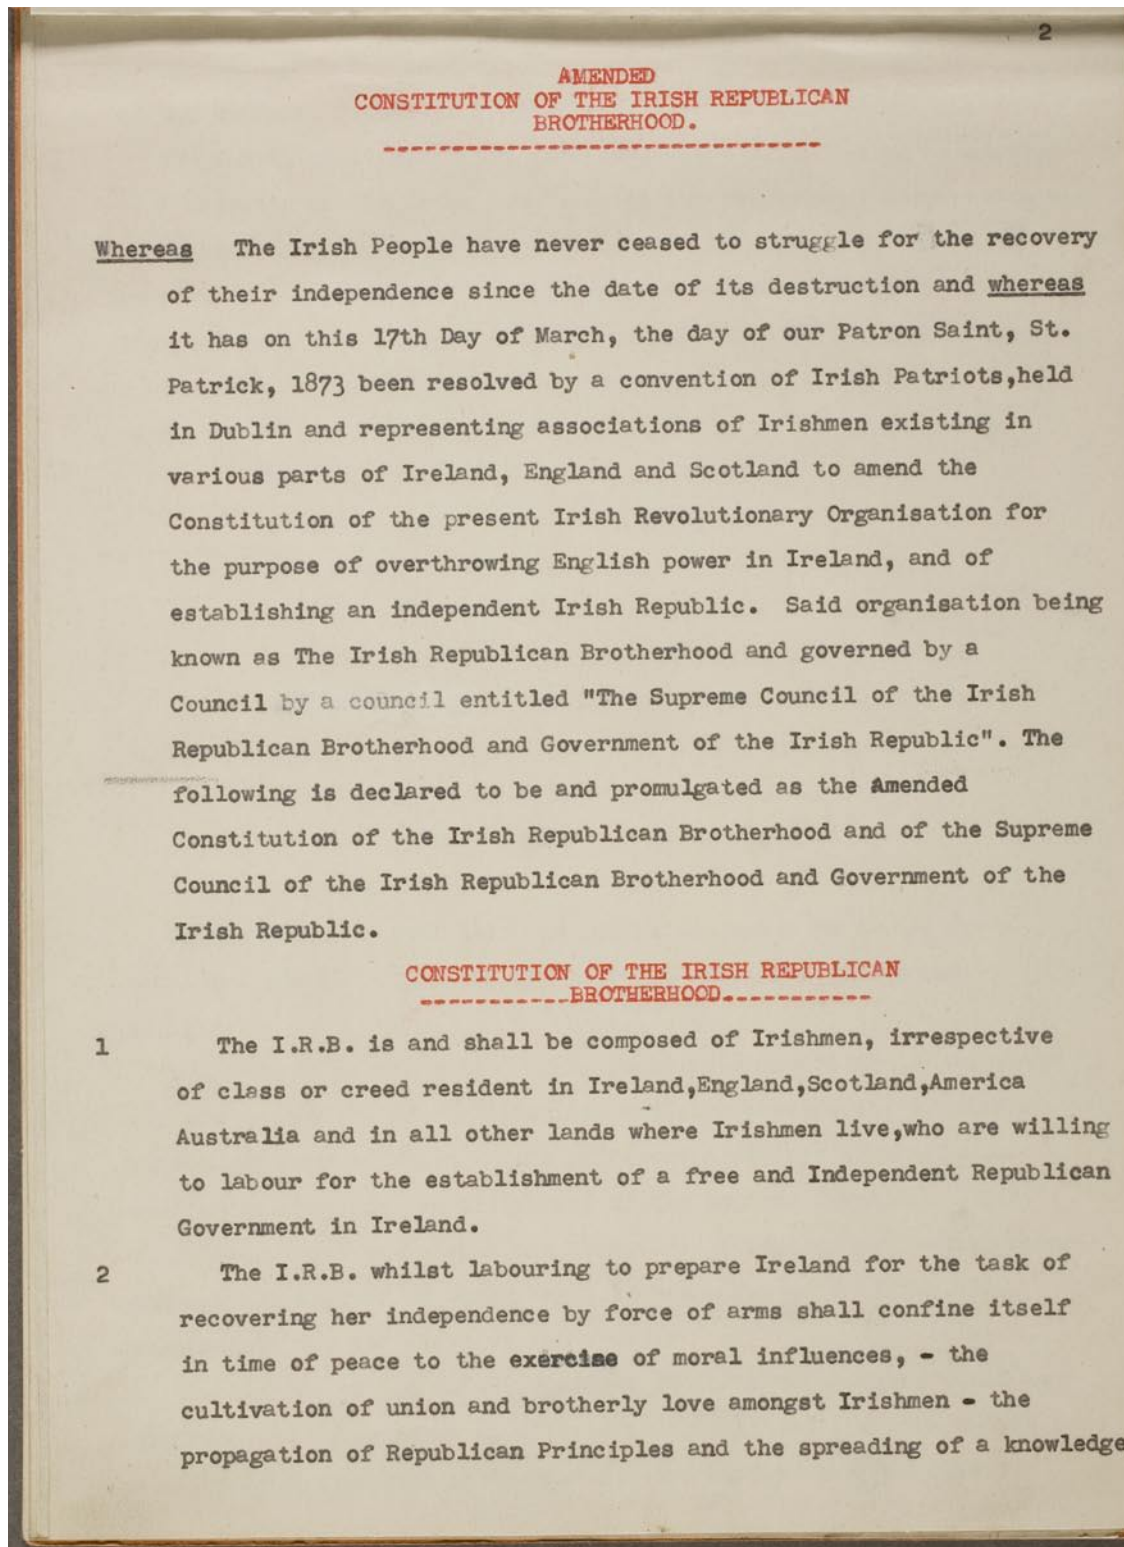 2
AMENDED
CONSTITUTION OF THE IRISH REPUBLICAN
BROTHERHOOD.
--------------------------------
Whereas The Irish People have never ceased to struggle for the recovery
of their independence since the date of its destruction and whereas
it has on this 17th Day of March, the day of our Patron Saint, St.
Patrick, 1873 been resolved by a convention of Irish Patriots,held
in Dublin and representing associations of Irishmen existing in
various parts of Ireland, England and Scotland to amend the
Constitution of the present Irish Revolutionary Organisation for
the purpose of overthrowing English power in Ireland, and of
establishing an independent Irish Republic. Said organisation being
known as The Irish Republican Brotherhood and governed by a
Council by a council entitled "The Supreme Council of the Irish
Republican Brotherhood and Government of the Irish Republic". The
following is declared to be and promulgated as the Amended
Constitution of the Irish Republican Brotherhood and of the Supreme
Council of the Irish Republican Brotherhood and Government of the
Irish Republic.
CONSTITUTION OF THE IRISH REPUBLICAN
-----------BROTHERHOOD.-----------
1 The I.R.B. is and shall be composed of Irishmen, irrespective
of class or creed resident in Ireland,England,Scotland,America
Australia and in all other lands where Irishmen live,who are willing
to labour for the establishment of a free and Independent Republican
Government in Ireland.
2 The I.R.B. whilst labouring to prepare Ireland for the task of
recovering her independence by force of arms shall confine itself
in time of peace to the exercise of moral influences, - the
cultivation of union and brotherly love amongst Irishmen - the
propagation of Republican Principles and the spreading of a knowledge